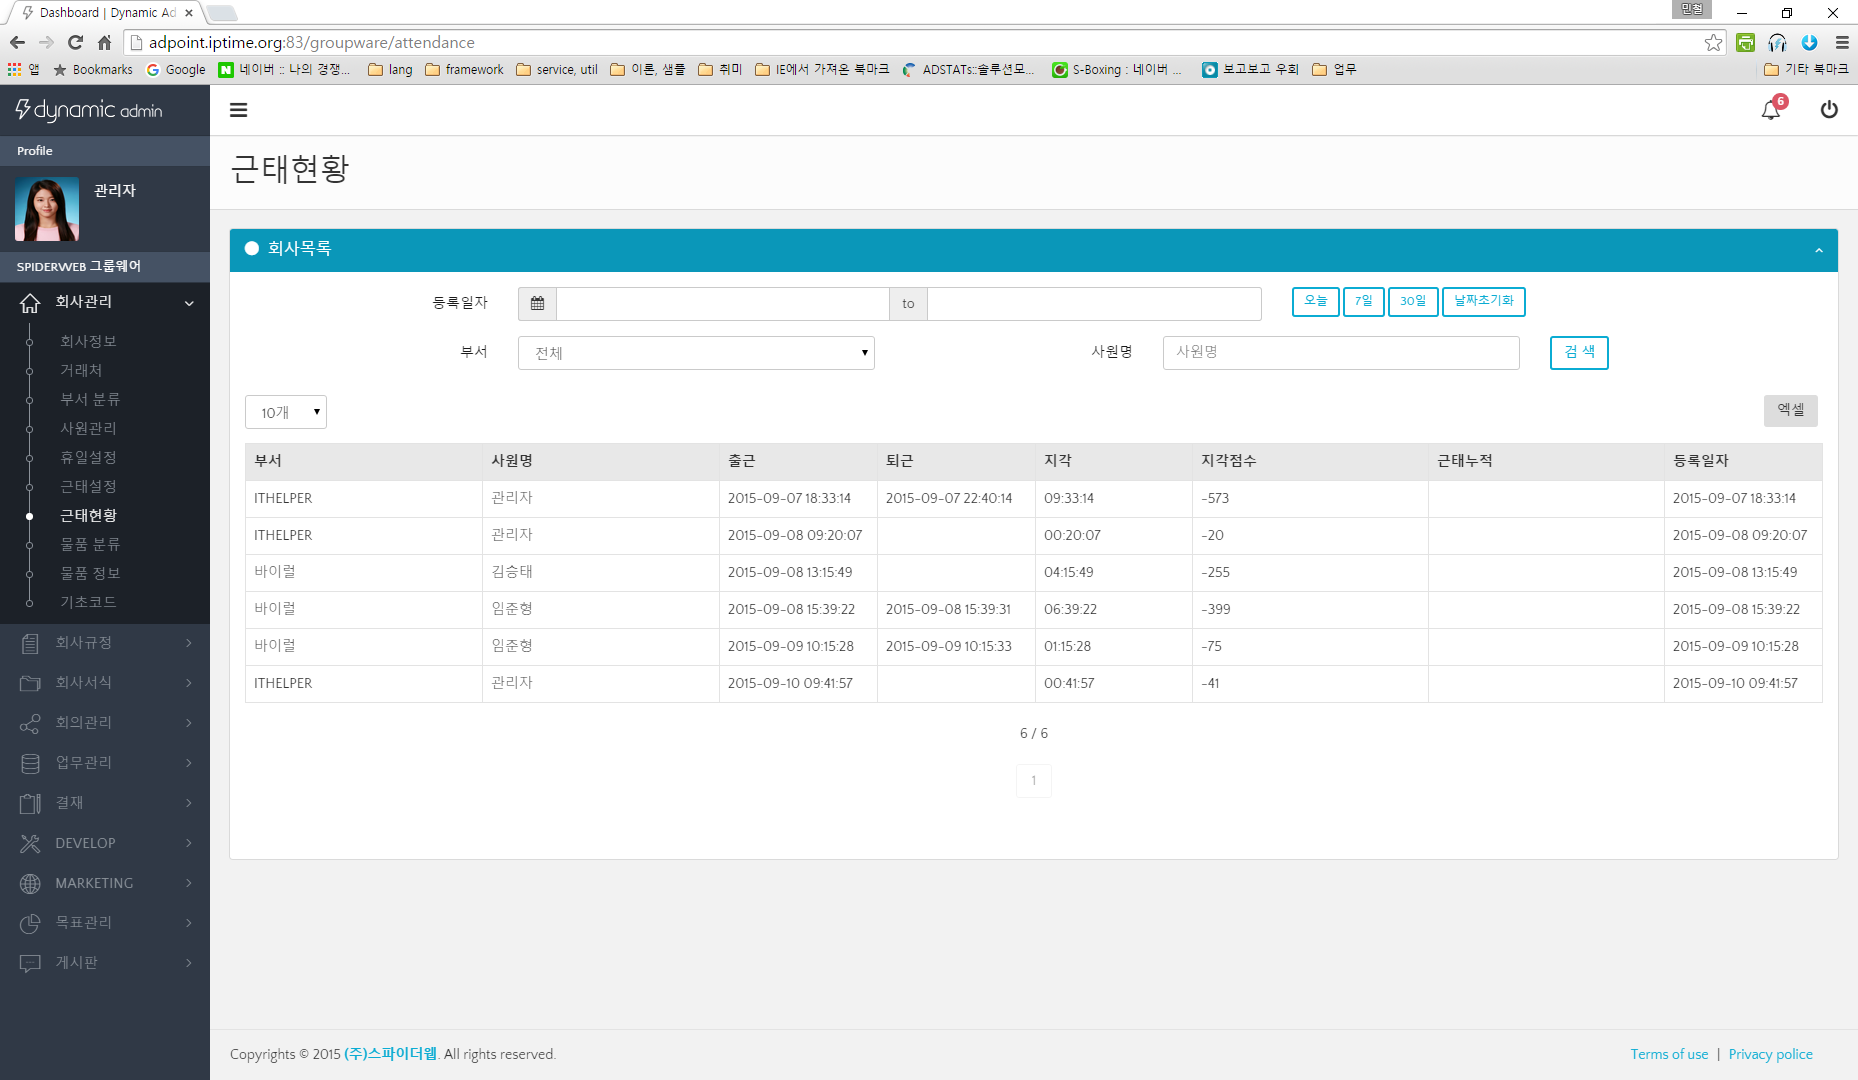 Dashboard | Dynamic Ad
민철
adpoint.iptime.org:83/groupware/attendance
앱 Bookmarks Google 네이버 :: 나의 경쟁... lang framework service, util 이론, 샘플 취미 IE에서 가져온 북마크 ADSTATs::솔루션모... S-Boxing : 네이버 ... 보고보고 우회 업무 기타 북마크
dynamic admin
6
Profile
관리자
SPIDERWEB 그룹웨어
회사관리
회사정보
거래처
부서 분류
사원관리
휴일설정
근태설정
근태현황
물품 분류
물품 정보
기초코드
회사규정
회사서식
회의관리
업무관리
결재
DEVELOP
MARKETING
목표관리
게시판
근태현황
회사목록
등록일자 to 오늘 7일 30일 날짜초기화
부서 전체 사원명 사원명 검 색
10개 엑셀
부서 사원명 출근 퇴근 지각 지각점수 근태누적 등록일자
ITHELPER 관리자 2015-09-07 18:33:14 2015-09-07 22:40:14 09:33:14 -573 2015-09-07 18:33:14
ITHELPER 관리자 2015-09-08 09:20:07 00:20:07 -20 2015-09-08 09:20:07
바이럴 김승태 2015-09-08 13:15:49 04:15:49 -255 2015-09-08 13:15:49
바이럴 임준형 2015-09-08 15:39:22 2015-09-08 15:39:31 06:39:22 -399 2015-09-08 15:39:22
바이럴 임준형 2015-09-09 10:15:28 2015-09-09 10:15:33 01:15:28 -75 2015-09-09 10:15:28
ITHELPER 관리자 2015-09-10 09:41:57 00:41:57 -41 2015-09-10 09:41:57
6 / 6
1
Copyrights © 2015 (주)스파이더웹. All rights reserved.
Terms of use | Privacy police